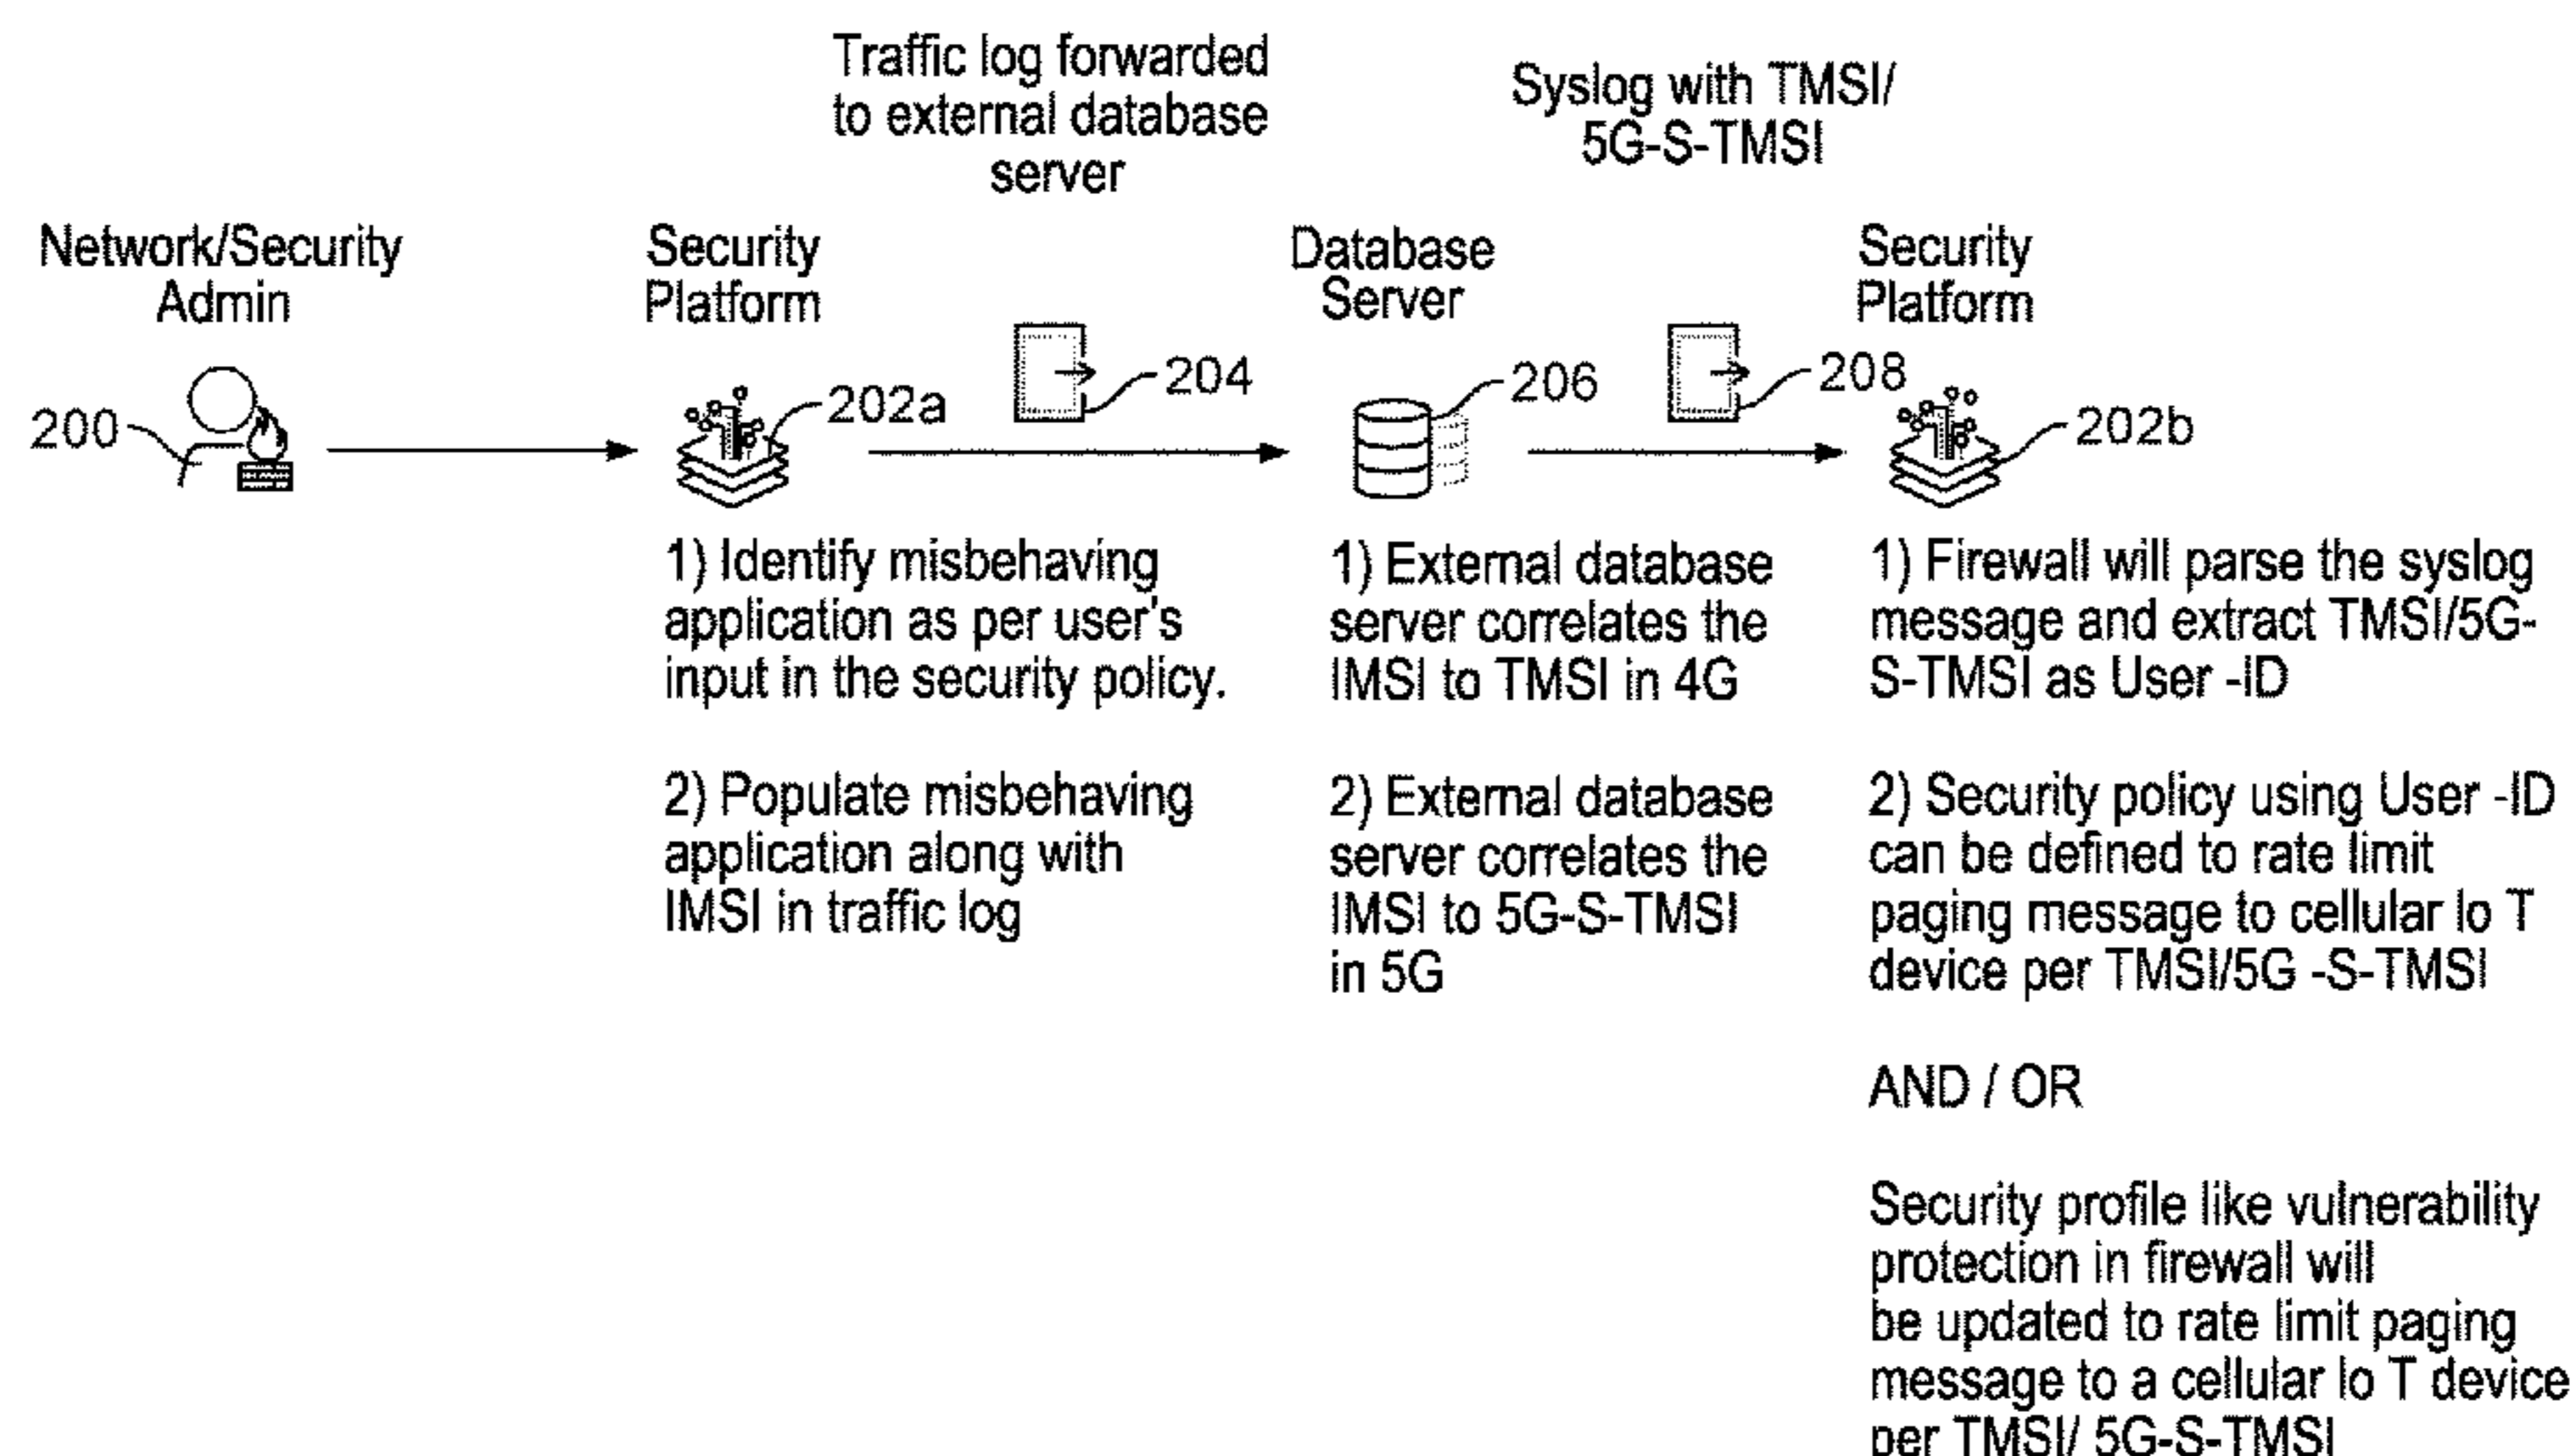 Traffic log forwarded
to external database
server
Syslog with TMSI/
5G-S-TMSI
Network/Security
Admin
Security
Platform
Database
Server
Security
Platform
200
202a
204
206
208
202b
1) Identify misbehaving
application as per user's
input in the security policy.
2) Populate misbehaving
application along with
IMSI in traffic log
1) External database
server correlates the
IMSI to TMSI in 4G
2) External database
server correlates the
IMSI to 5G-S-TMSI
in 5G
1) Firewall will parse the syslog
message and extract TMSI/5G-
S-TMSI as User -ID
2) Security policy using User -ID
can be defined to rate limit
paging message to cellular Io T
device per TMSI/5G -S-TMSI
AND / OR
Security profile like vulnerability
protection in firewall will
be updated to rate limit paging
message to a cellular Io T device
per TMSI/ 5G-S-TMSI